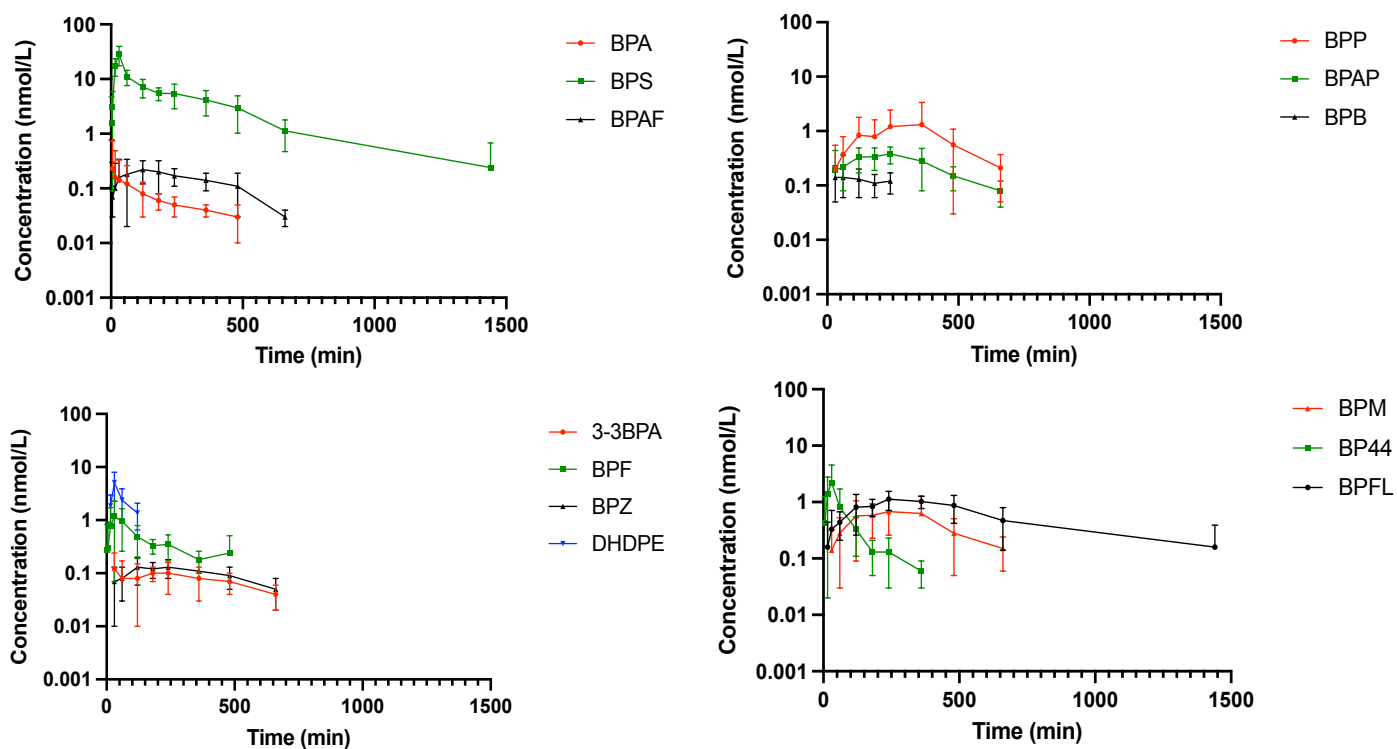 Concentration (nmol/L)
100
10
1
0.1
0.01
0.001
0
500
1000
1500
Time (min)
BPA
BPS
BPAF
Concentration (nmol/L)
100
10
1
0.1
0.01
0.001
0
500
1000
1500
Time (min)
BPP
BPAP
BPB
Concentration (nmol/L)
100
10
1
0.1
0.01
0.001
0
500
1000
1500
Time (min)
3-3BPA
BPF
BPZ
DHDPE
Concentration (nmol/L)
100
10
1
0.1
0.01
0.001
0
500
1000
1500
Time (min)
BPM
BP44
BPFL